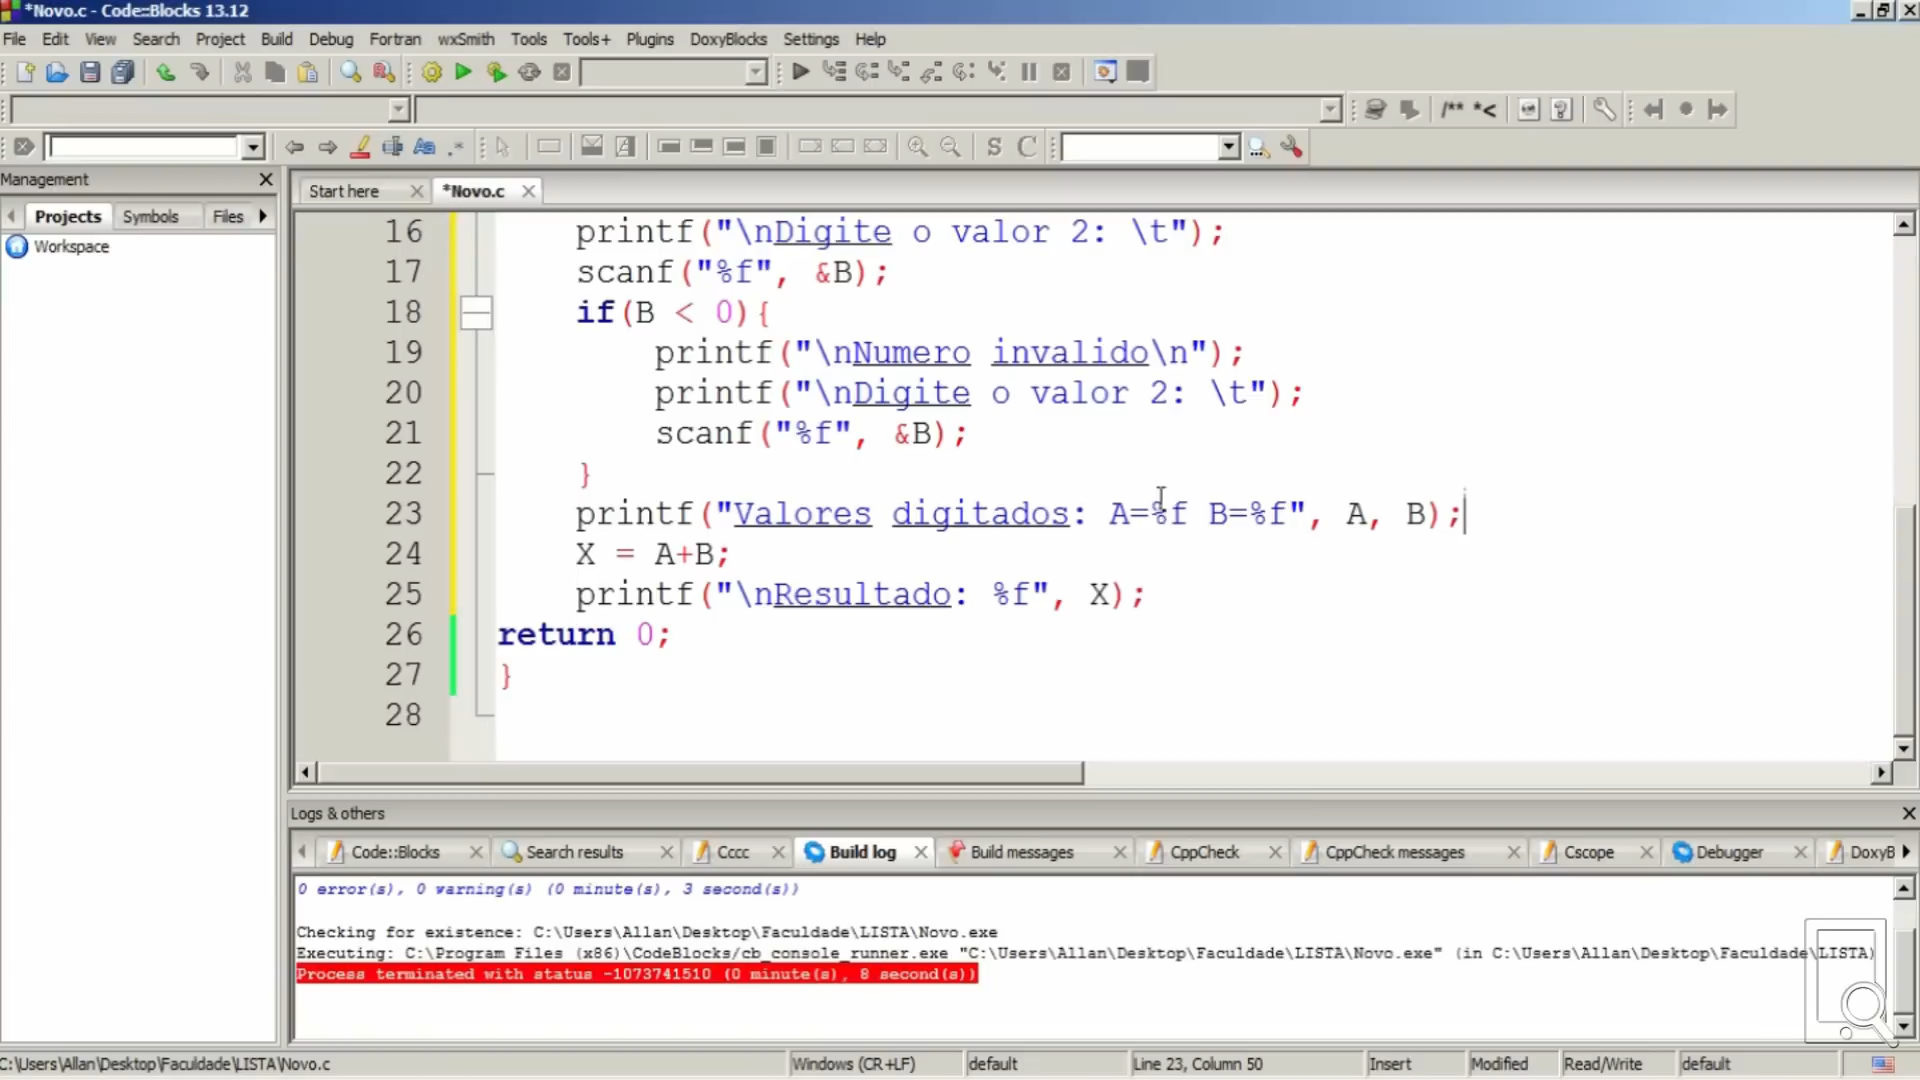 *Novo.c - Code::Blocks 13.12
File Edit View Search Project Build Debug Fortran wxSmith Tools Tools+ Plugins DoxyBlocks Settings Help
/** *<
S C
Management
Projects Symbols Files
Workspace
Start here *Novo.c
16 printf("\nDigite o valor 2: \t");
17 scanf("%f", &B);
18 if(B < 0){
19 printf("\nNumero invalido\n");
20 printf("\nDigite o valor 2: \t");
21 scanf("%f", &B);
22 }
23 printf("Valores digitados: A=%f B=%f", A, B);
24 X = A+B;
25 printf("\nResultado: %f", X);
26 return 0;
27 }
28
Logs & others
Code::Blocks Search results Cccc Build log Build messages CppCheck CppCheck messages Cscope Debugger DoxyB
0 error(s), 0 warning(s) (0 minute(s), 3 second(s))
Checking for existence: C:\Users\Allan\Desktop\Faculdade\LISTA\Novo.exe
Executing: C:\Program Files (x86)\CodeBlocks/cb_console_runner.exe "C:\Users\Allan\Desktop\Faculdade\LISTA\Novo.exe" (in C:\Users\Allan\Desktop\Faculdade\LISTA)
Process terminated with status -1073741510 (0 minute(s), 8 second(s))
C:\Users\Allan\Desktop\Faculdade\LISTA\Novo.c Windows (CR+LF) default Line 23, Column 50 Insert Modified Read/Write default